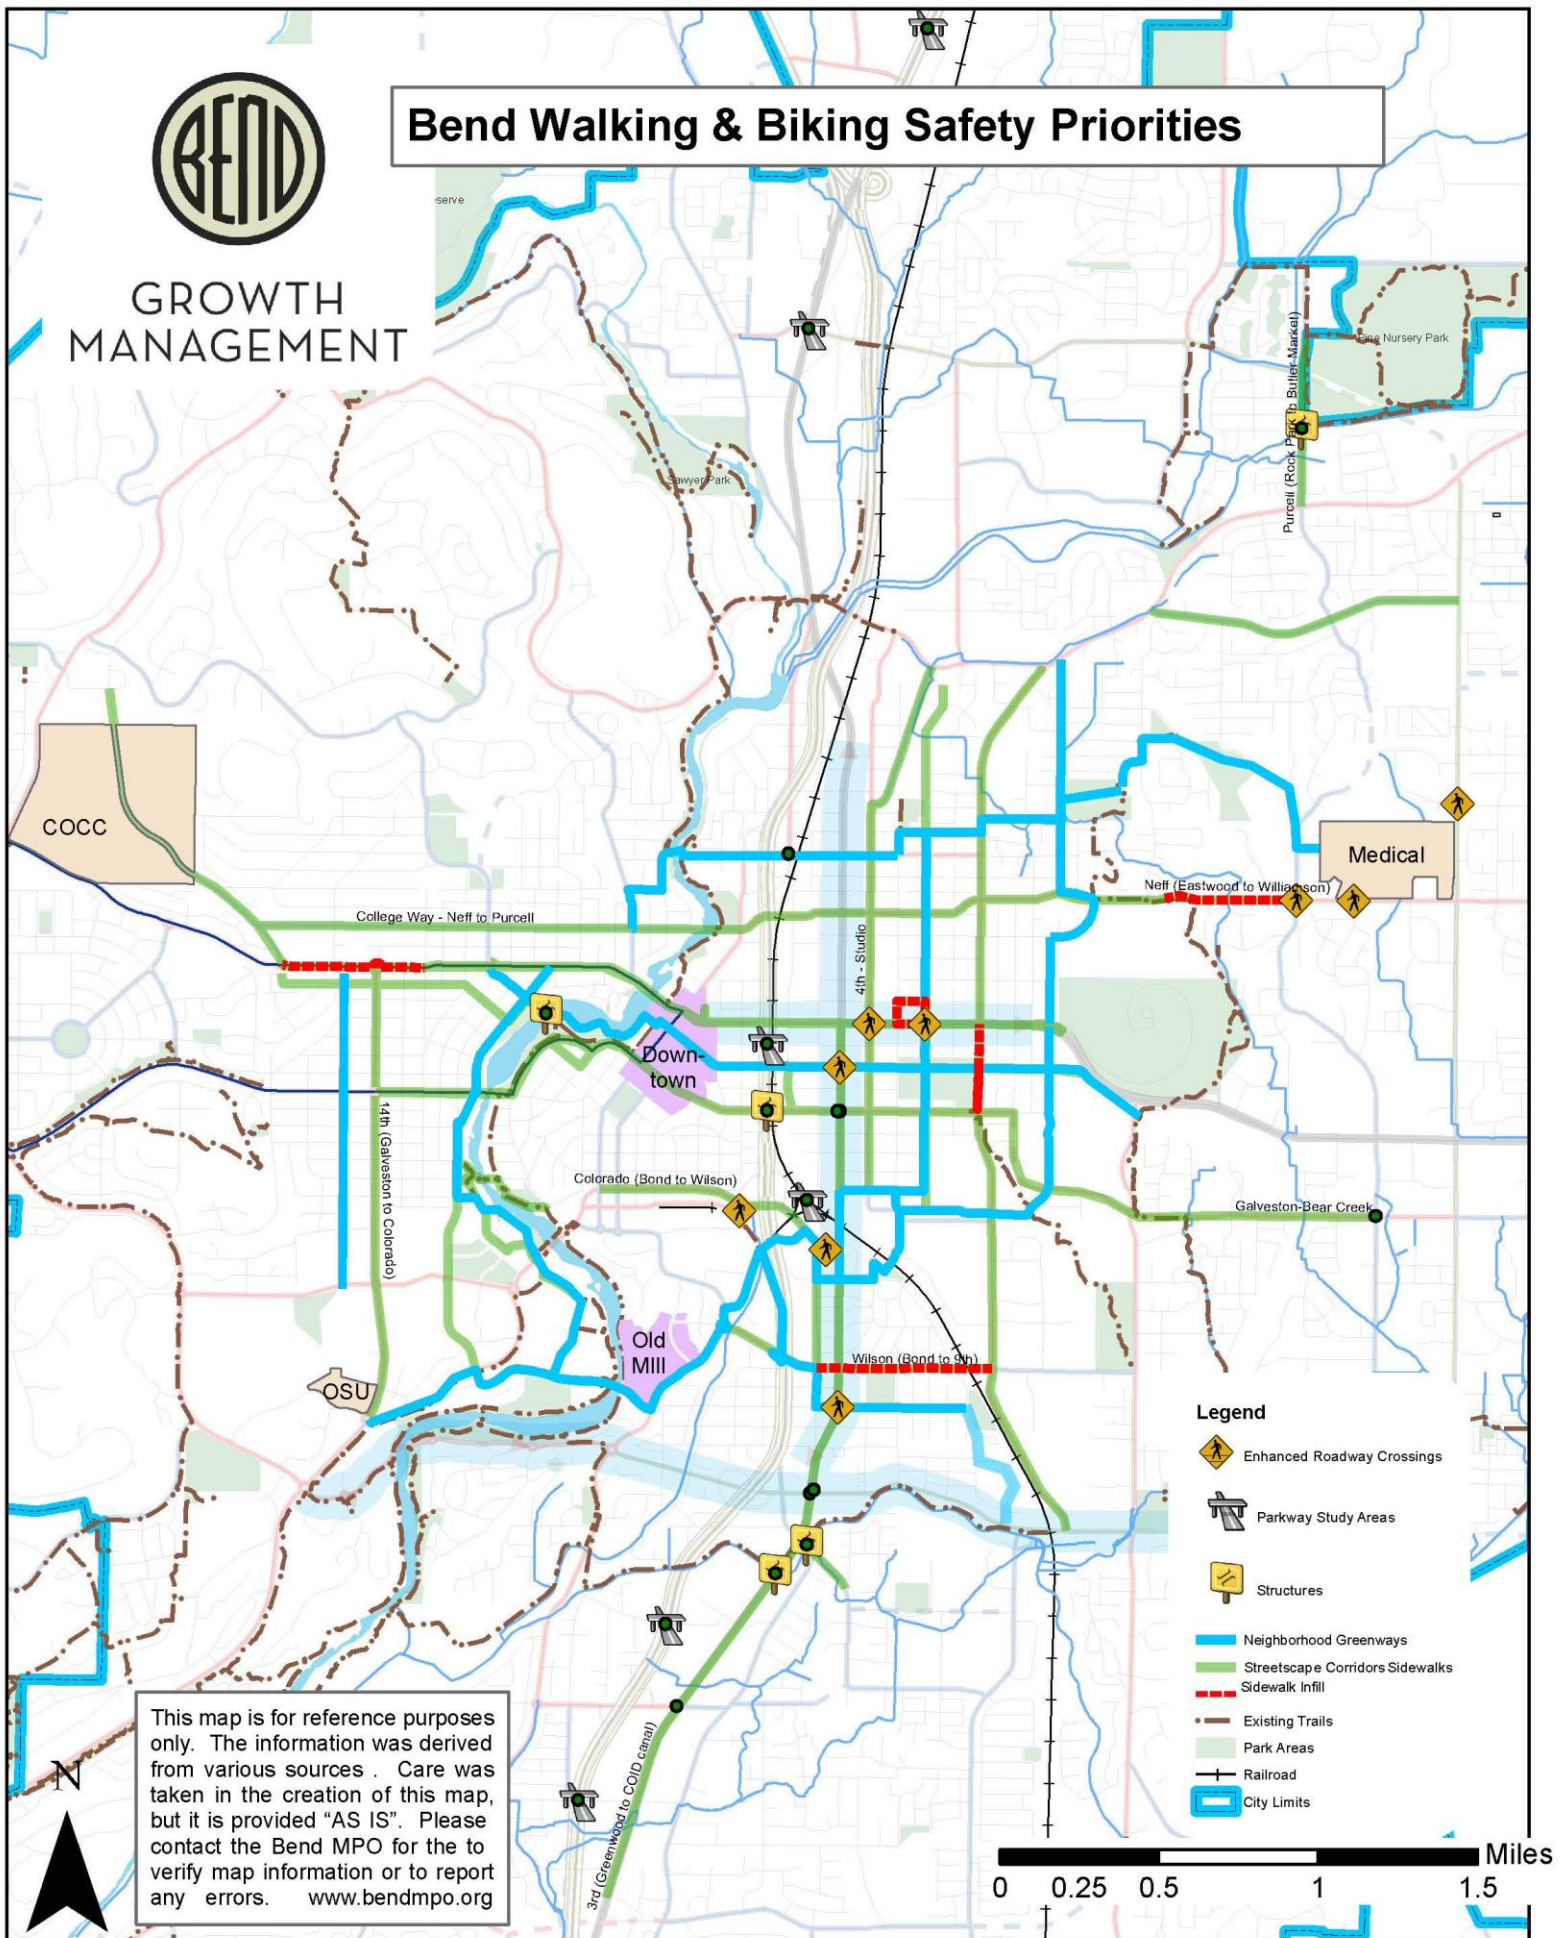 BEND
GROWTH
MANAGEMENT
Bend Walking & Biking Safety Priorities
Pine Nursery Park
Purcell (Rock Park to Butler Market)
Sawyer Park
COCC
Medical
Neff (Eastwood to Williamson)
College Way - Neff to Purcell
4th - Studio
Down-
town
14th (Galveston to Colorado)
Colorado (Bond to Wilson)
Galveston-Bear Creek
Old
MIll
Wilson (Bond to 9th)
OSU
3rd (Greenwood to COID canal)
Legend
Enhanced Roadway Crossings
Parkway Study Areas
Structures
Neighborhood Greenways
Streetscape Corridors Sidewalks
Sidewalk Infill
Existing Trails
Park Areas
Railroad
City Limits
This map is for reference purposes
only. The information was derived
from various sources . Care was
taken in the creation of this map,
but it is provided “AS IS”. Please
contact the Bend MPO for the to
verify map information or to report
any errors. www.bendmpo.org
N
Miles
0 0.25 0.5 1 1.5